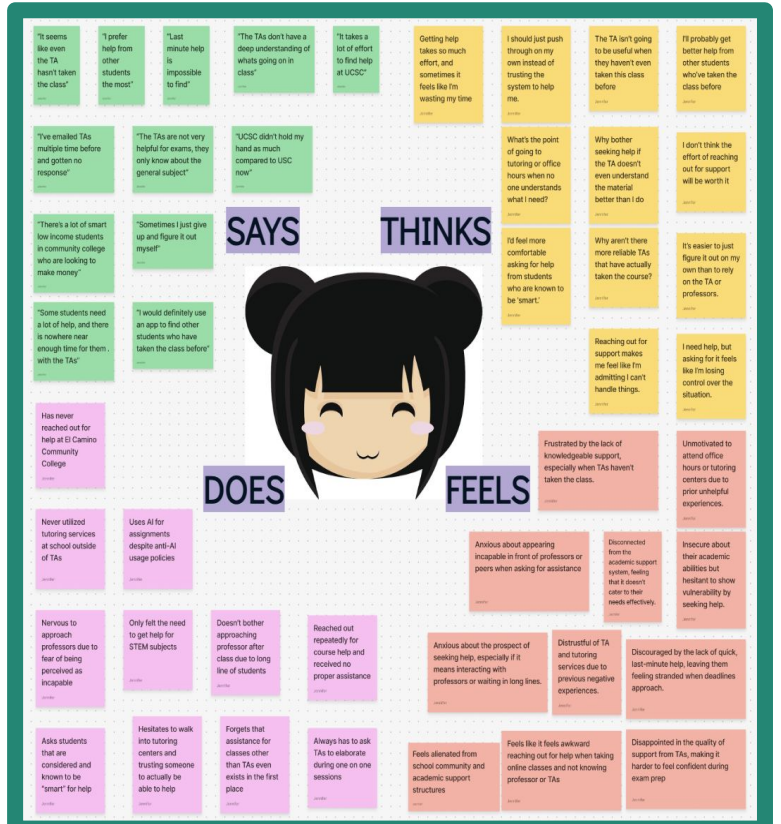 "It seems
like even
the TA
hasn't taken
the class"
"I prefer
help from
other
students
the most"
"Last
minute help
is
impossible
to find"
"The TAs don't have a
deep understanding of
whats going on in
class"
"It takes
a lot of
effort to
find help
at UCSC"
"I've emailed TAs
multiple time before
and gotten no
response"
"The TAs are not very
helpful for exams, they
only know about the
general subject"
"UCSC didn't hold my
hand as much
compared to USC
now"
"There's a lot of smart
low income students
in community college
who are looking to
make money"
"Sometimes I just give
up and figure it out
myself"
"Some students need
a lot of help, and there
is nowhere near
enough time for them .
with the TAs"
"I would definitely use
an app to find other
students who have
taken the class before"
SAYS
THINKS
Getting help
takes so much
effort, and
sometimes it
feels like I'm
wasting my time
I should just push
through on my
own instead of
trusting the
system to help
me.
The TA isn't going
to be useful when
they haven't even
taken this class
before
I'll probably get
better help from
other students
who've taken the
class before
What's the point
of going to
tutoring or office
hours when no
one understands
what I need?
Why bother
seeking help if
the TA doesn't
even understand
the material
better than I do
I don't think the
effort of reaching
out for support
will be worth it
I'd feel more
comfortable
asking for help
from students
who are known to
be 'smart.'
Why aren't there
more reliable TAs
that have actually
taken the course?
It's easier to just
figure it out on my
own than to rely
on the TA or
professors.
Reaching out for
support makes
me feel like I'm
admitting I can't
handle things.
I need help, but
asking for it feels
like I'm losing
control over the
situation.
DOES
FEELS
Has never
reached out for
help at El Camino
Community
College
Never utilized
tutoring services
at school outside
of TAs
Uses AI for
assignments
despite anti-AI
usage policies
Nervous to
approach
professors due to
fear of being
perceived as
incapable
Only felt the need
to get help for
STEM subjects
Doesn't bother
approaching
professor after
class due to long
line of students
Reached out
repeatedly for
course help and
received no
proper assistance
Asks students
that are
considered and
known to be
"smart" for help
Hesitates to walk
into tutoring
centers and
trusting someone
to actually be
able to help
Forgets that
assistance for
classes other
than TAs even
exists in the first
place
Always has to ask
TAs to elaborate
during one on one
sessions
Frustrated by the lack of
knowledgeable support,
especially when TAs haven't
taken the class.
Unmotivated to
attend office
hours or tutoring
centers due to
prior unhelpful
experiences.
Anxious about appearing
incapable in front of professors or
peers when asking for assistance
Disconnected
from the
academic support
system, feeling
that it doesn't
cater to their
needs effectively.
Insecure about
their academic
abilities but
hesitant to show
vulnerability by
seeking help.
Anxious about the prospect of
seeking help, especially if it
means interacting with
professors or waiting in long lines.
Distrustful of TA
and tutoring
services due to
previous negative
experiences.
Discouraged by the lack of quick,
last-minute help, leaving them
feeling stranded when deadlines
approach.
Feels alienated from
school community and
academic support
structures
Feels like it feels awkward
reaching out for help when taking
online classes and not knowing
professor or TAs
Disappointed in the quality of
support from TAs, making it
harder to feel confident during
exam prep